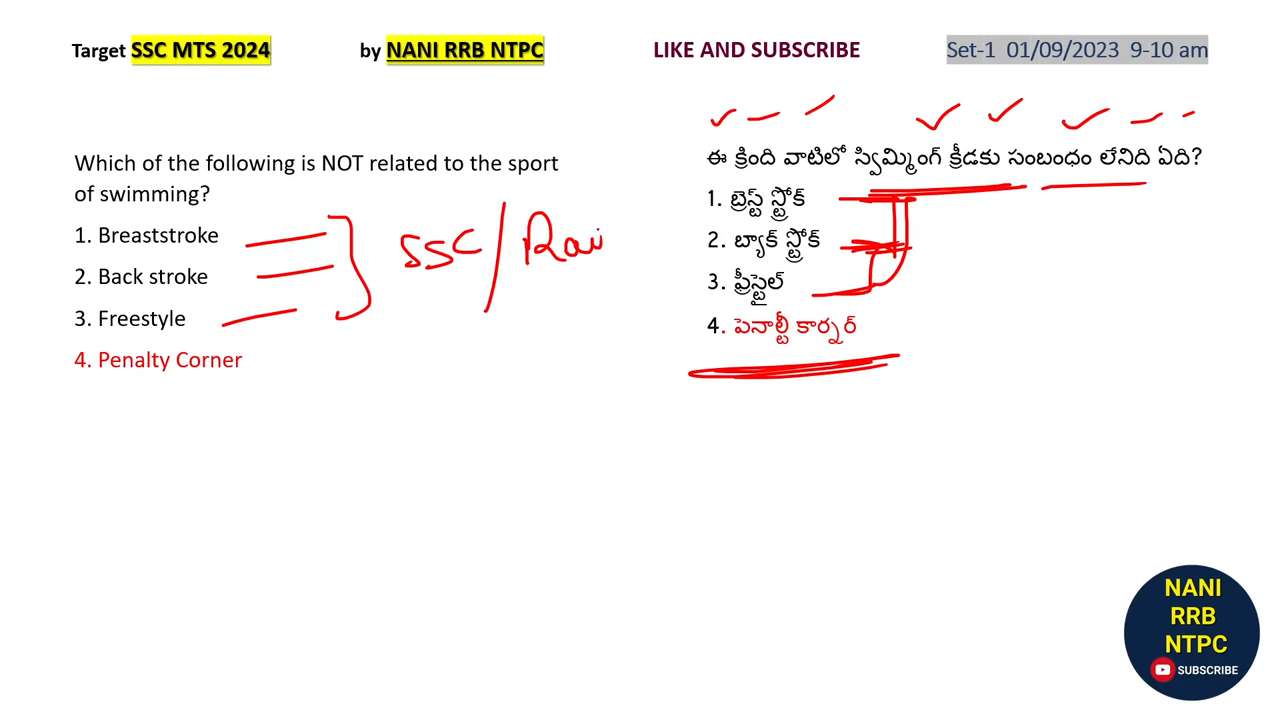 Target SSC MTS 2024 by NANI RRB NTPC LIKE AND SUBSCRIBE Set-1 01/09/2023 9-10 am
Which of the following is NOT related to the sport
of swimming?
1. Breaststroke
2. Back stroke
3. Freestyle
4. Penalty Corner
SSC/Rai
ఈ క్రింది వాటిలో స్విమ్మింగ్ క్రీడకు సంబంధం లేనిది ఏది?
1. బ్రెస్ట్ స్ట్రోక్
2. బ్యాక్ స్ట్రోక్
3. ఫ్రీస్టైల్
4. పెనాల్టీ కార్నర్
NANI
RRB
NTPC
SUBSCRIBE